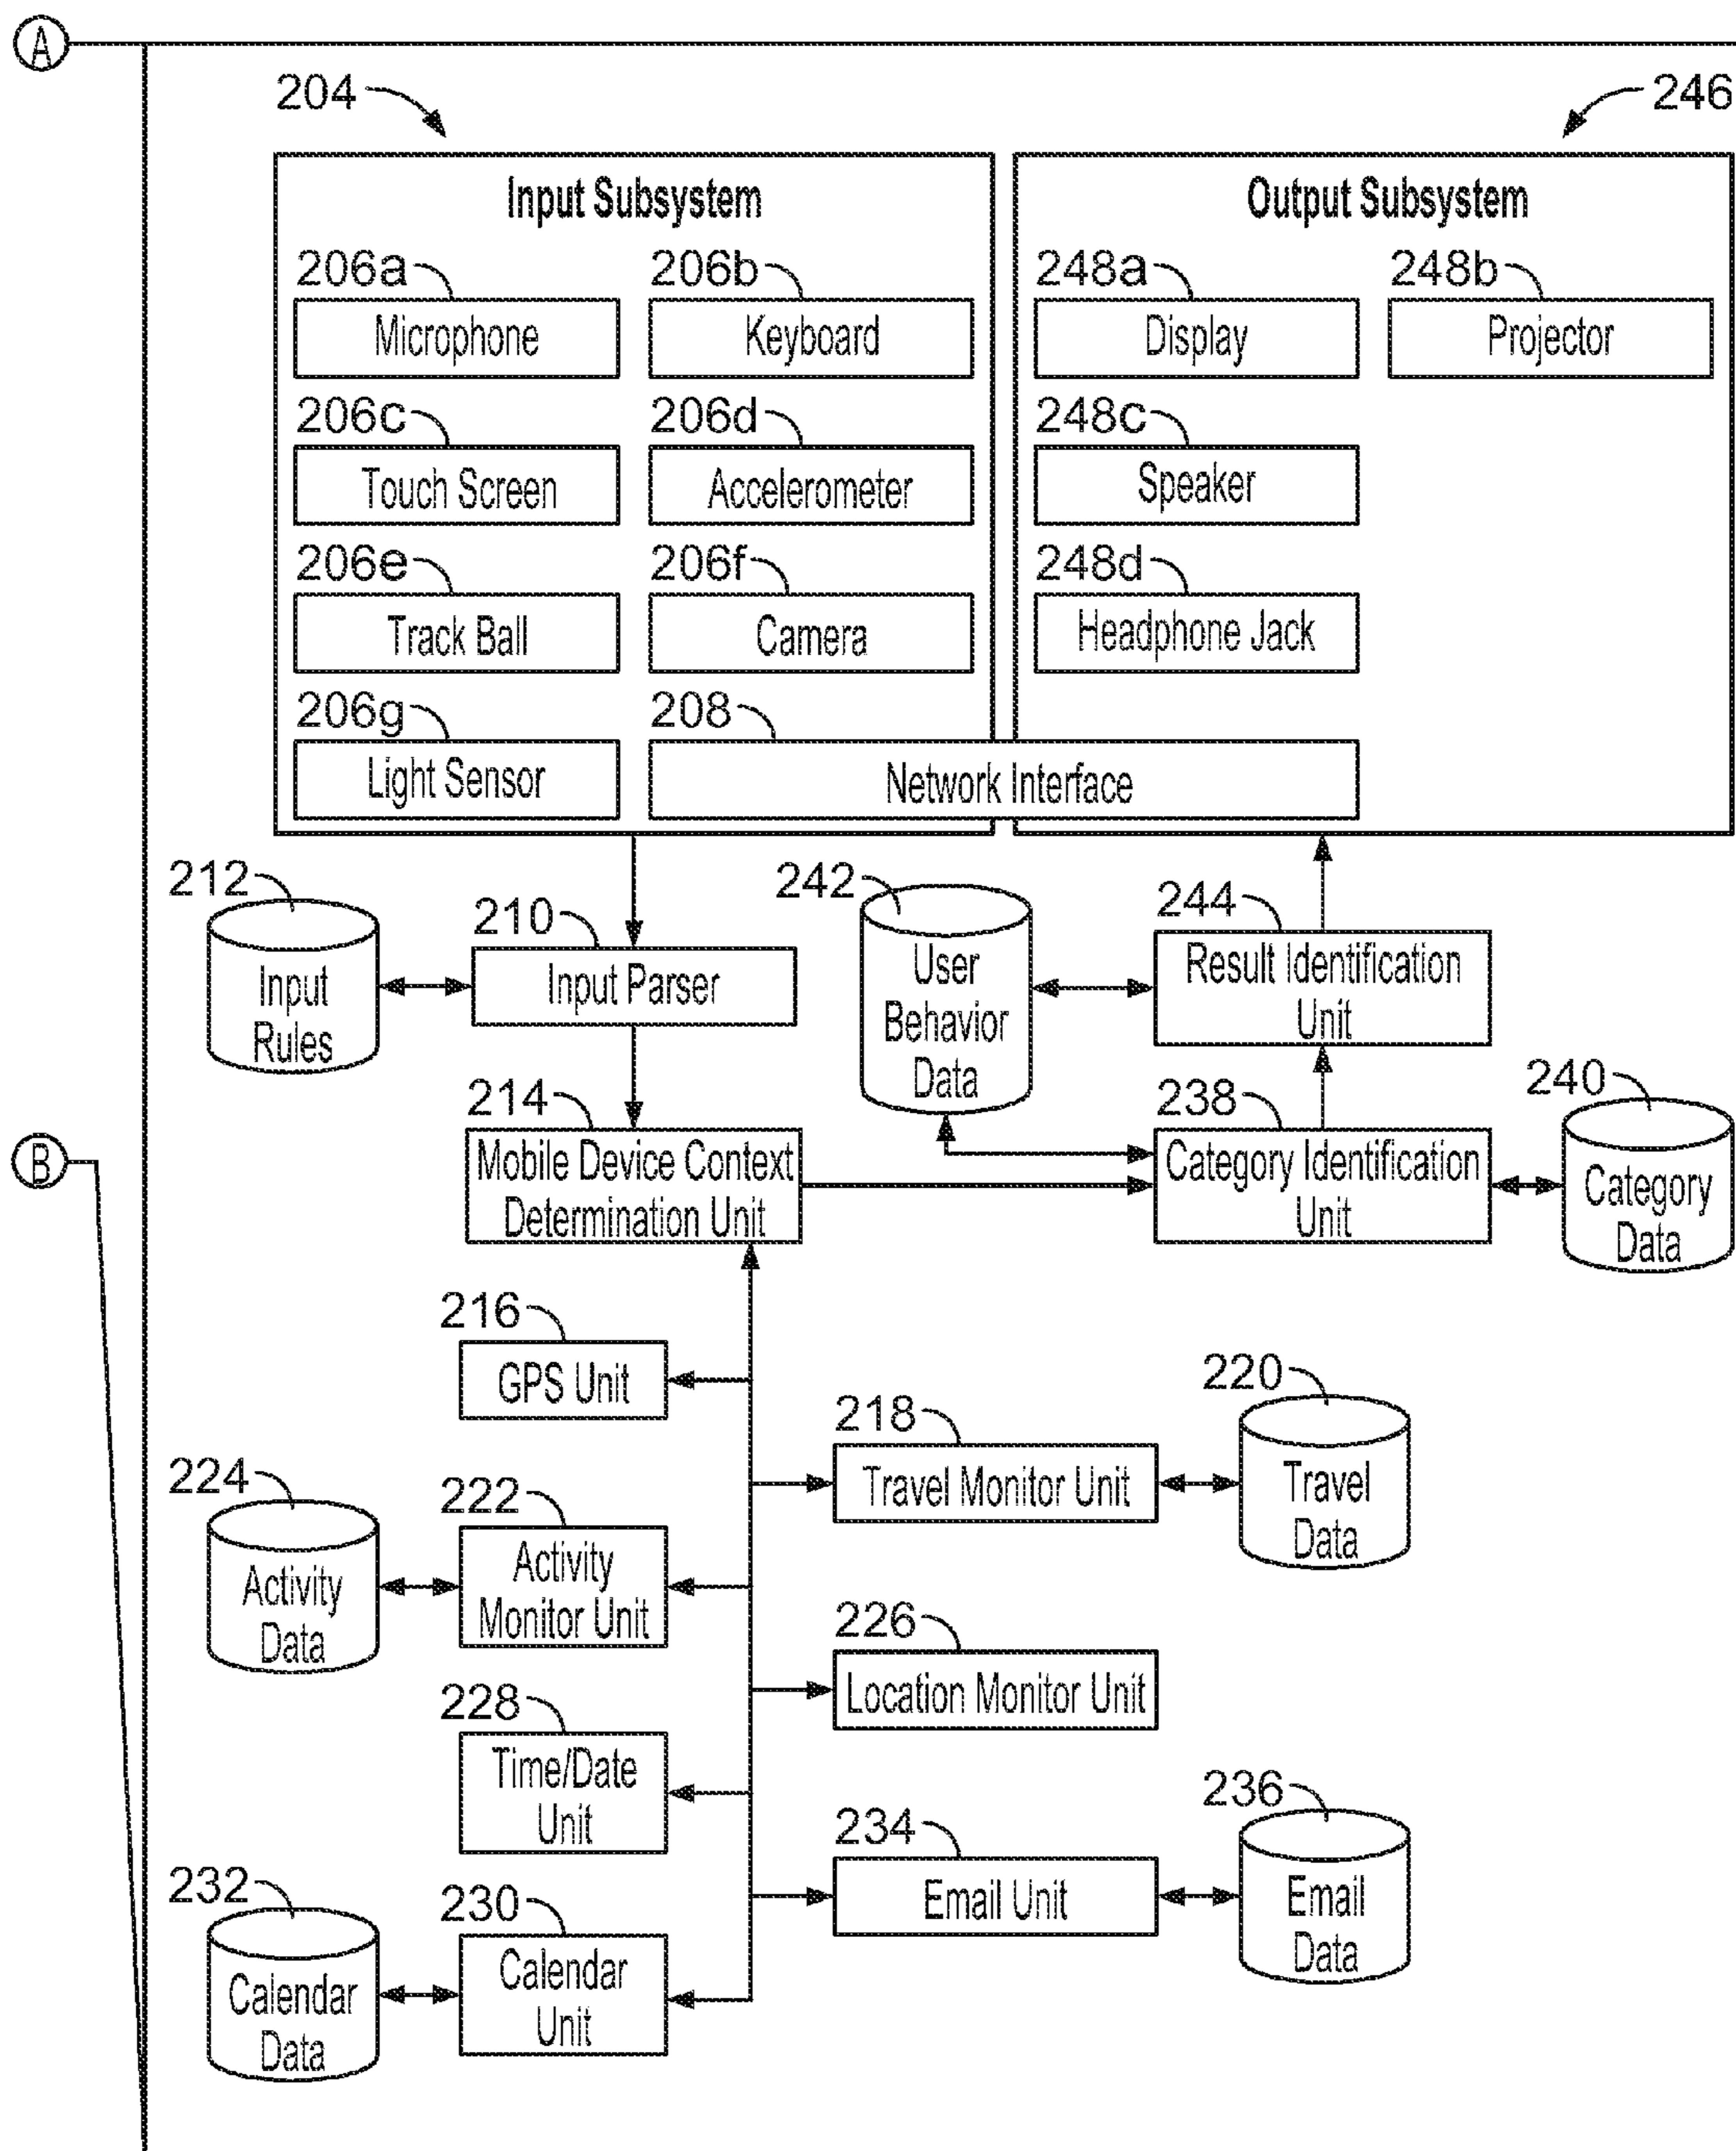 A
204
246
Input Subsystem
Output Subsystem
206a
206b
248a
248b
Microphone
Keyboard
Display
Projector
206c
206d
248c
Touch Screen
Accelerometer
Speaker
206e
206f
248d
Track Ball
Camera
Headphone Jack
206g
208
Light Sensor
Network Interface
212
210
242
244
Input
Rules
Input Parser
User
Behavior
Data
Result Identification
Unit
214
238
240
B
Mobile Device Context
Determination Unit
Category Identification
Unit
Category
Data
216
GPS Unit
218
220
Travel Monitor Unit
Travel
Data
224
222
Activity
Data
Activity
Monitor Unit
226
Location Monitor Unit
228
Time/Date
Unit
234
236
Email Unit
Email
Data
232
230
Calendar
Data
Calendar
Unit